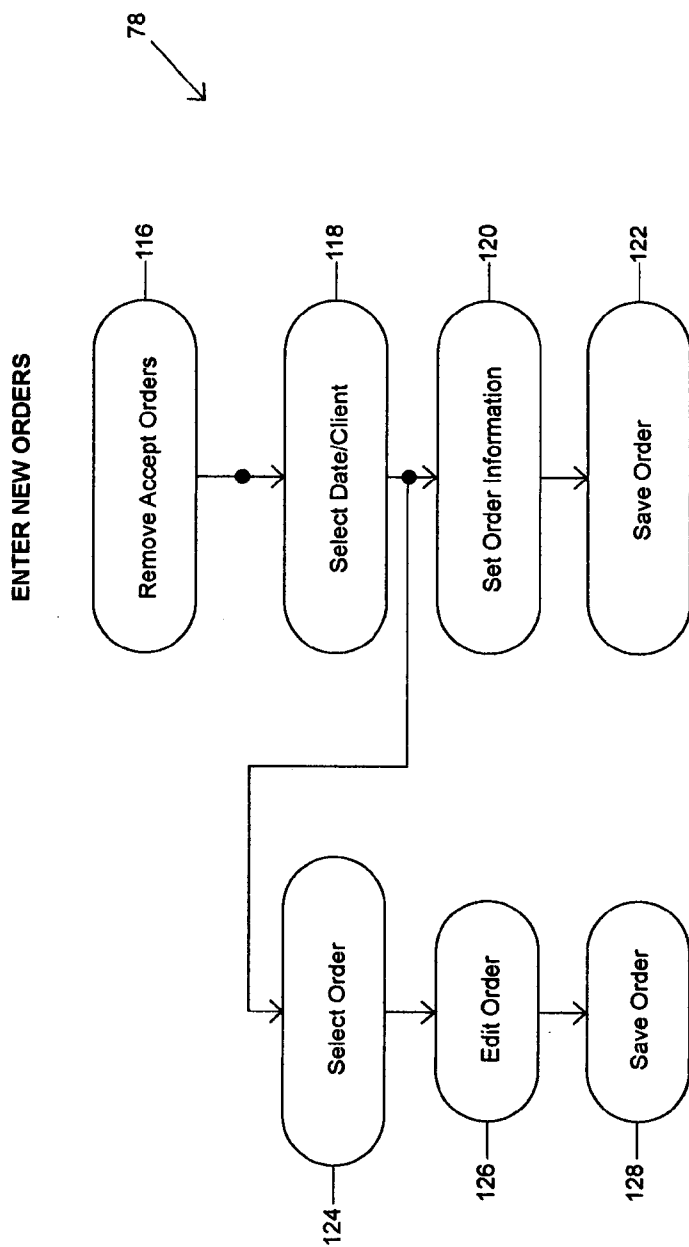 ENTER NEW ORDERS
78
Remove Accept Orders
116
Select Date/Client
118
Set Order Information
120
Save Order
122
Select Order
124
Edit Order
126
Save Order
128